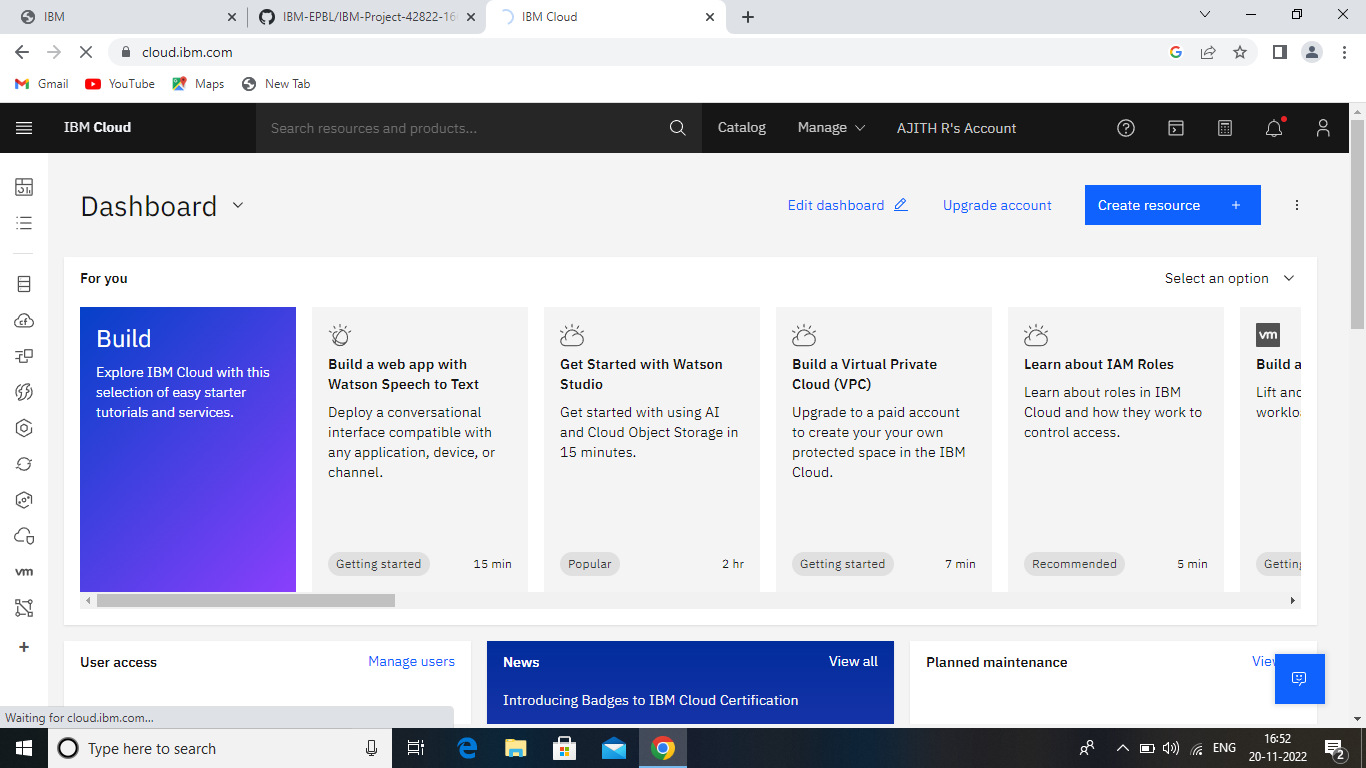 IBM
IBM-EPBL/IBM-Project-42822-16
IBM Cloud
cloud.ibm.com
Gmail
YouTube
Maps
New Tab
IBM Cloud
Search resources and products...
Catalog
Manage
AJITH R's Account
Dashboard
Edit dashboard
Upgrade account
Create resource +
For you
Select an option
Build
Explore IBM Cloud with this
selection of easy starter
tutorials and services.
Build a web app with
Watson Speech to Text
Deploy a conversational
interface compatible with
any application, device, or
channel.
Getting started
15 min
Get Started with Watson
Studio
Get started with using AI
and Cloud Object Storage in
15 minutes.
Popular
2 hr
Build a Virtual Private
Cloud (VPC)
Upgrade to a paid account
to create your your own
protected space in the IBM
Cloud.
Getting started
7 min
Learn about IAM Roles
Learn about roles in IBM
Cloud and how they work to
control access.
Recommended
5 min
vm
Build a
Lift and
worklo
Getting
cf
vm
User access
Manage users
News
View all
Introducing Badges to IBM Cloud Certification
Planned maintenance
View
Waiting for cloud.ibm.com...
Type here to search
ENG
16:52
20-11-2022
2